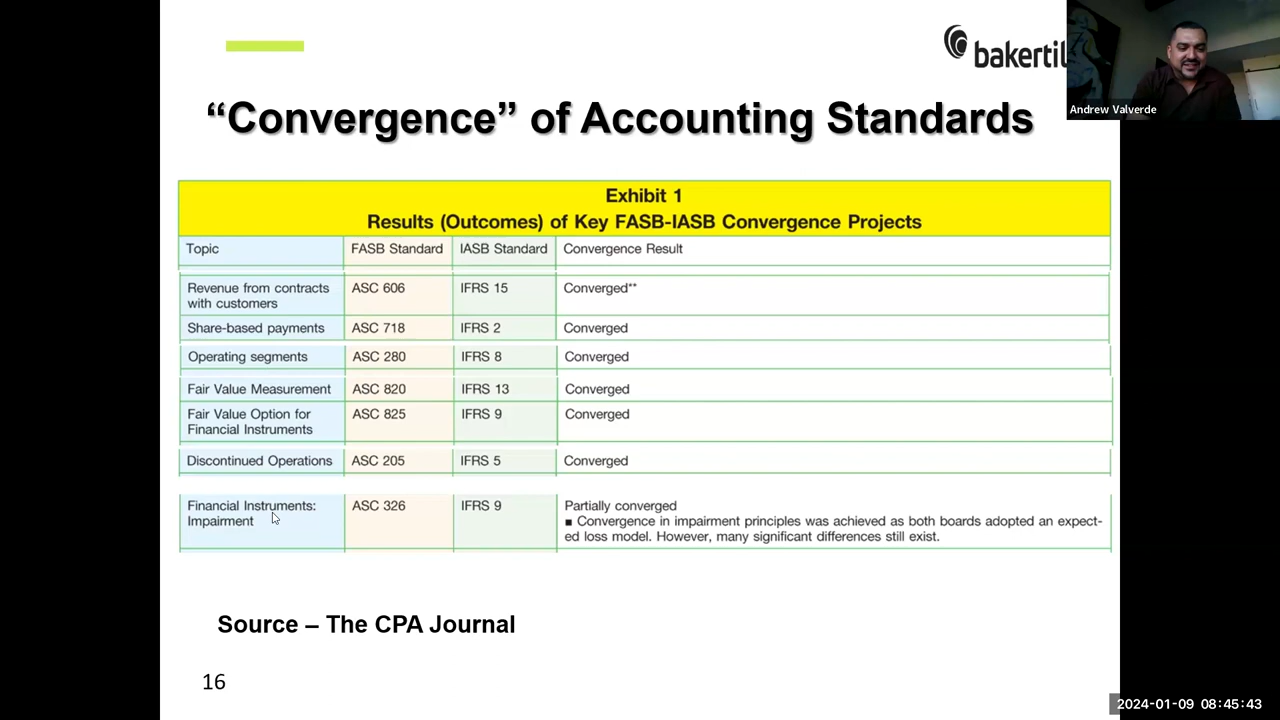 bakertil
Andrew Valverde
“Convergence” of Accounting Standards
Exhibit 1
Results (Outcomes) of Key FASB-IASB Convergence Projects
Topic FASB Standard IASB Standard Convergence Result
Revenue from contracts ASC 606 IFRS 15 Converged**
with customers
Share-based payments ASC 718 IFRS 2 Converged
Operating segments ASC 280 IFRS 8 Converged
Fair Value Measurement ASC 820 IFRS 13 Converged
Fair Value Option for ASC 825 IFRS 9 Converged
Financial Instruments
Discontinued Operations ASC 205 IFRS 5 Converged
Financial Instruments: ASC 326 IFRS 9 Partially converged
Impairment ■ Convergence in impairment principles was achieved as both boards adopted an expect-
ed loss model. However, many significant differences still exist.
Source – The CPA Journal
16
2024-01-09 08:45:43